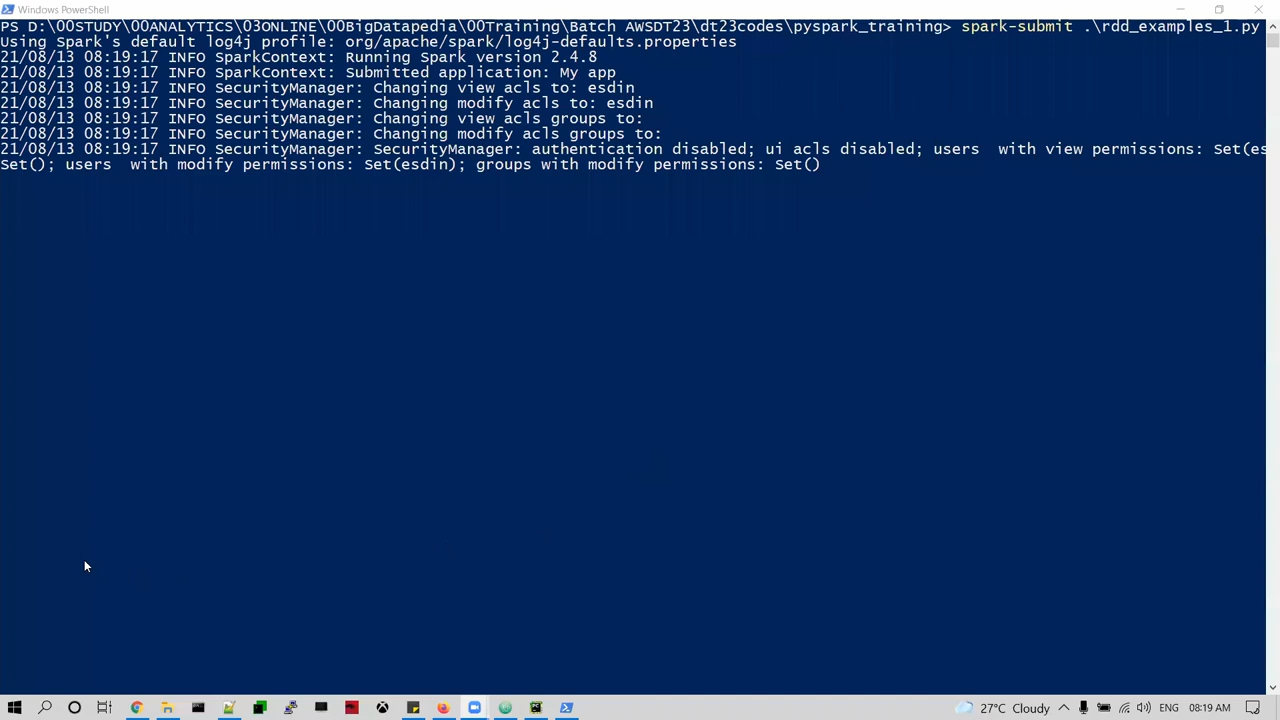 Windows PowerShell
PS D:\00STUDY\00ANALYTICS\03ONLINE\00BigDatapedia\00Training\Batch AWSDT23\dt23codes\pyspark_training> spark-submit .\rdd_examples_1.py
Using Spark's default log4j profile: org/apache/spark/log4j-defaults.properties
21/08/13 08:19:17 INFO SparkContext: Running Spark version 2.4.8
21/08/13 08:19:17 INFO SparkContext: Submitted application: My app
21/08/13 08:19:17 INFO SecurityManager: Changing view acls to: esdin
21/08/13 08:19:17 INFO SecurityManager: Changing modify acls to: esdin
21/08/13 08:19:17 INFO SecurityManager: Changing view acls groups to:
21/08/13 08:19:17 INFO SecurityManager: Changing modify acls groups to:
21/08/13 08:19:17 INFO SecurityManager: SecurityManager: authentication disabled; ui acls disabled; users  with view permissions: Set(es
Set(); users  with modify permissions: Set(esdin); groups with modify permissions: Set()
27°C Cloudy ENG 08:19 AM